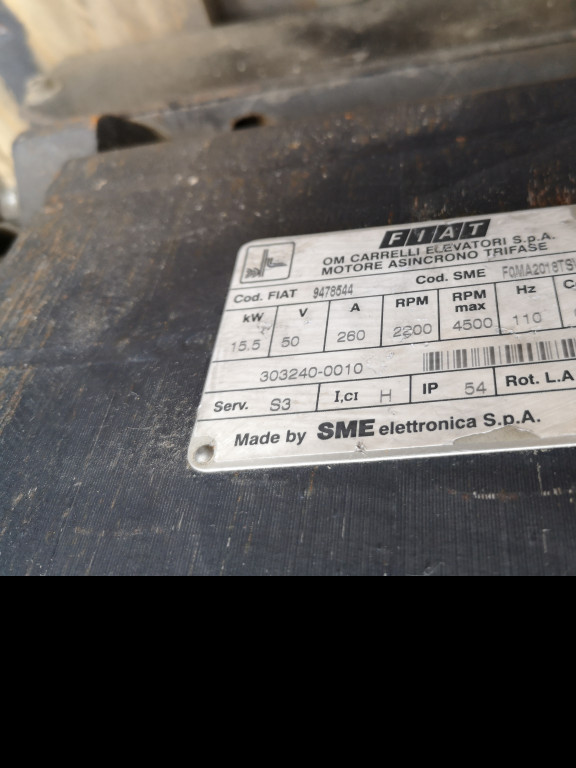 FIAT
OM CARRELLI ELEVATORI S.p.A.
MOTORE ASINCRONO TRIFASE
Cod. FIAT 9478544 Cod. SME
kW V A RPM RPM max Hz
15.5 50 260 2200 4500 110
303240-0010
Serv. S3 I,CI H IP 54 Rot. L.A
Made by SME elettronica S.p.A.